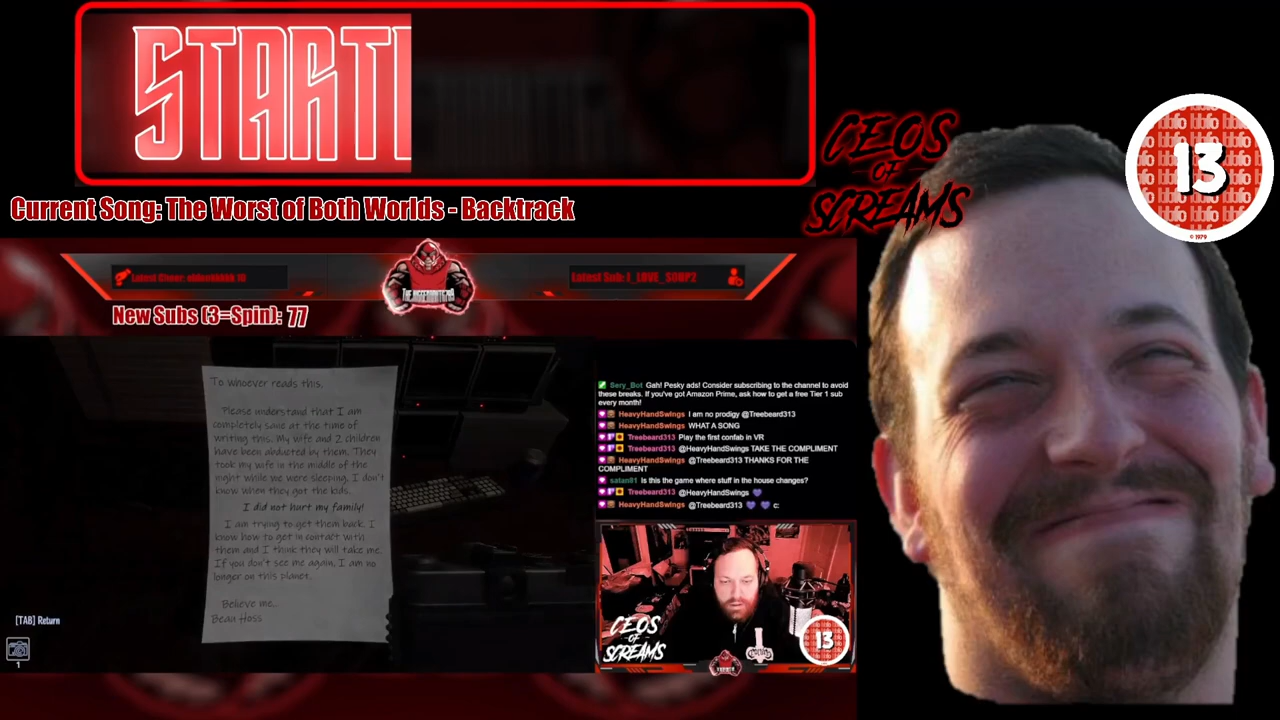 STARTI
CEOS
OF
SCREAMS
13
© 1979
Current Song: The Worst of Both Worlds - Backtrack
Latest Sub: I_LOVE_SOUP2
New Subs (3=Spin): 77
To whoever reads this,
Please understand that I am
completely sane at the time of
writing this. My wife and 2 children
have been abducted by them. They
took my wife in the middle of the
night while we were sleeping. I don't
know when they got the kids.
I did not hurt my family!
I am trying to get them back. I
know how to get in contact with
them and I think they will take me.
If you don't see me again, I am no
longer on this planet.
Believe me,
Beau Hoss
[TAB] Return
1
Sery_Bot Gah! Pesky ads! Consider subscribing to the channel to avoid
these breaks. If you've got Amazon Prime, ask how to get a free Tier 1 sub
every month!
HeavyHandSwings I am no prodigy @Treebeard313
HeavyHandSwings WHAT A SONG
Treebeard313 Play the first confab in VR
Treebeard313 @HeavyHandSwings TAKE THE COMPLIMENT
HeavyHandSwings @Treebeard313 THANKS FOR THE
COMPLIMENT
satan81 Is this the game where stuff in the house changes?
Treebeard313 @HeavyHandSwings 💜
HeavyHandSwings @Treebeard313 💜 💜 c:
CEOS
OF
SCREAMS
13